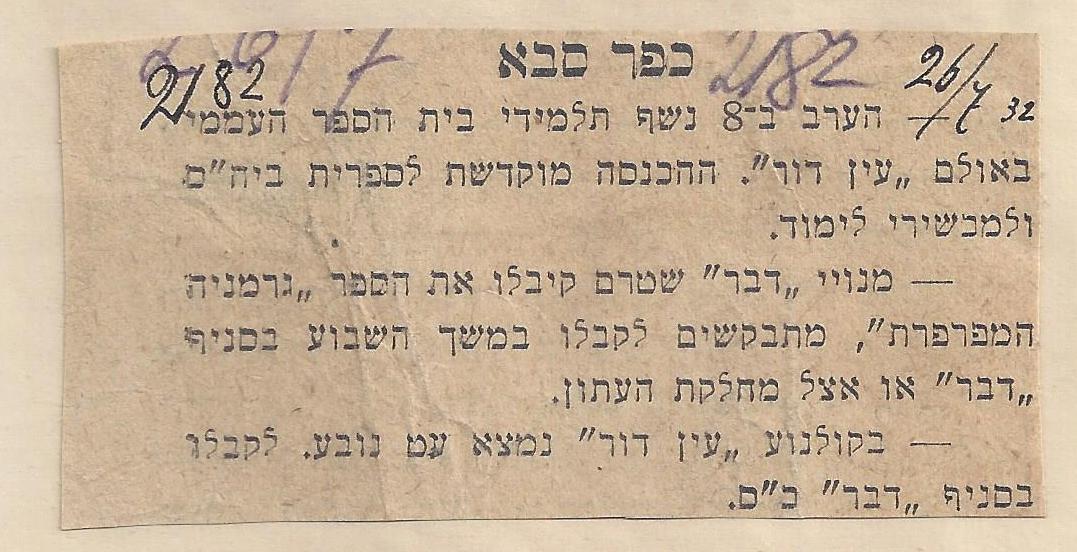 כפר סבא
2182
26/7 32
2182
— הערב ב-8 נשף תלמידי בית הספר העממי
באולם „עין דור”. ההכנסה מוקדשת לספרית ביה"ס
ולמכשירי לימוד.
— מנויי „דבר” שטרם קיבלו את הספר „גרמניה
המפרפרת”, מתבקשים לקבלו במשך השבוע בסניף
„דבר” או אצל מחלקת העתון.
— בקולנוע „עין דור” נמצא עט נובע. לקבלו
בסניף „דבר” כ"ס.